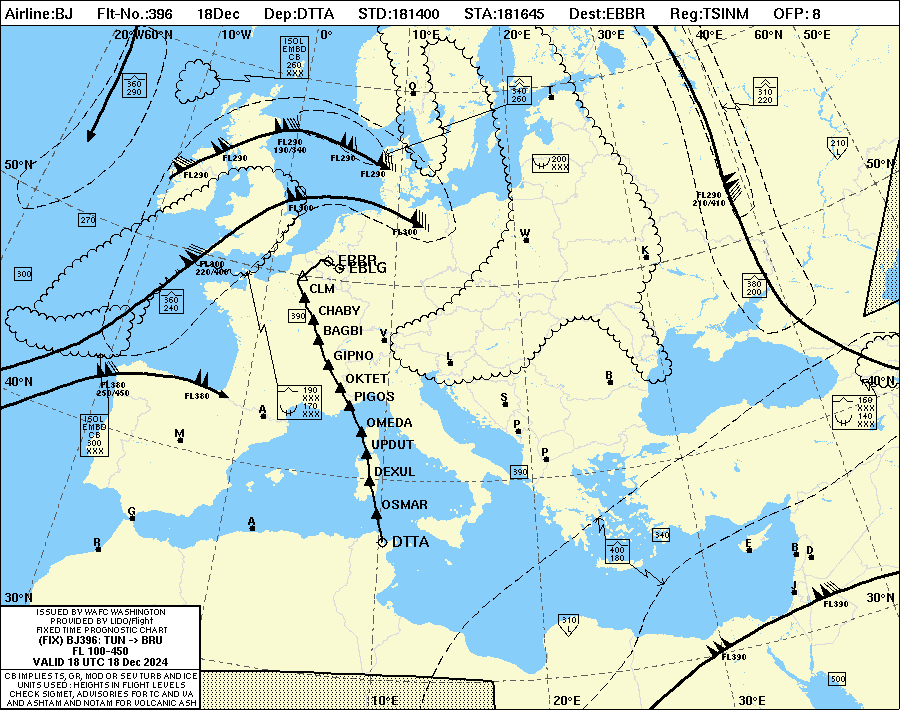 Airline:BJ Flt-No.:396 18Dec Dep:DTTA STD:181400 STA:181645 Dest:EBBR Reg:TSINM OFP: 8
20°W60°N 10°W 0° 10°E 20°E 30°E 40°E 60°N 50°E
ISOL
EMBD
CB
260
XXX
360
290
340
260
310
220
O
T
210
L
50°N
50°N
FL290
FL290
190/340
FL290
FL290
FL290
200
XXX
FL290
210/410
270
FL300
FL300
W
K
FL300
220/400
300
EBBR
EBLG
CLM
390
CHABY
BAGBI
GIPNO
OKTET
PIGOS
OMEDA
UPDUT
DEXUL
OSMAR
DTTA
360
240
380
200
V
L
B
S
P
P
40°N
40°N
FL380
250/450
FL380
A
M
190
XXX
170
XXX
160
XXX
140
XXX
ISOL
EMBD
CB
300
XXX
390
G
A
R
340
400
180
E
B
D
J
30°N
30°N
FL390
FL390
310
L
500
10°E 20°E 30°E
ISSUED BY WAFC WASHINGTON
PROVIDED BY LIDO/Flight
FIXED TIME PROGNOSTIC CHART
(FIX) BJ396: TUN -> BRU
FL 100-450
VALID 18 UTC 18 Dec 2024
CB IMPLIES TS, GR, MOD OR SEV TURB AND ICE
UNITS USED : HEIGHTS IN FLIGHT LEVELS
CHECK SIGMET, ADVISORIES FOR TC AND VA
AND ASHTAM AND NOTAM FOR VOLCANIC ASH